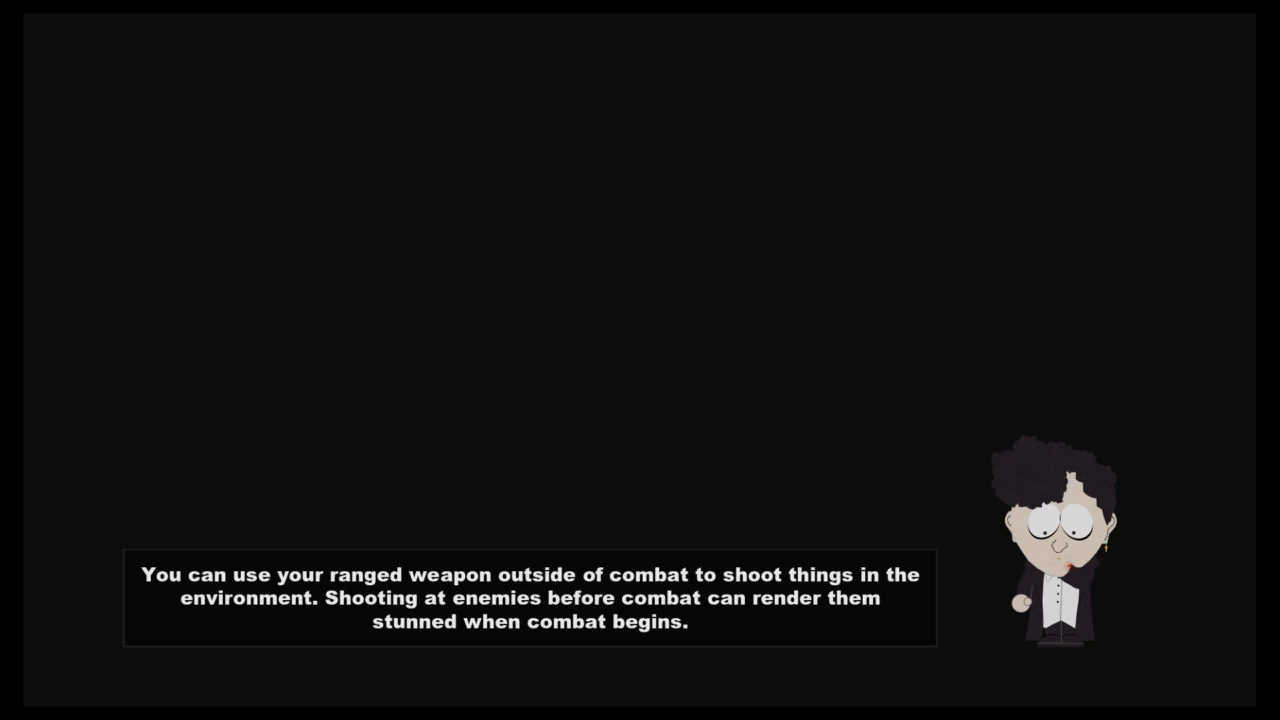 You can use your ranged weapon outside of combat to shoot things in the
environment. Shooting at enemies before combat can render them
stunned when combat begins.